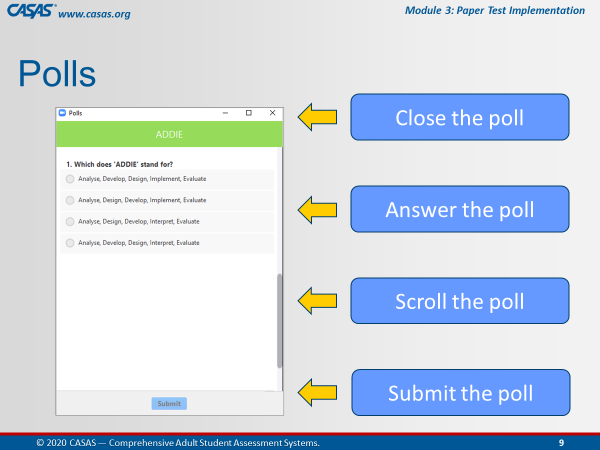 CASAS® www.casas.org
Module 3: Paper Test Implementation
Polls
Polls
ADDIE
1. Which does 'ADDIE' stand for?
Analyse, Develop, Design, Implement, Evaluate
Analyse, Design, Develop, Implement, Evaluate
Analyse, Design, Develop, Interpret, Evaluate
Analyse, Develop, Design, Interpret, Evaluate
Submit
Close the poll
Answer the poll
Scroll the poll
Submit the poll
© 2020 CASAS — Comprehensive Adult Student Assessment Systems.
9